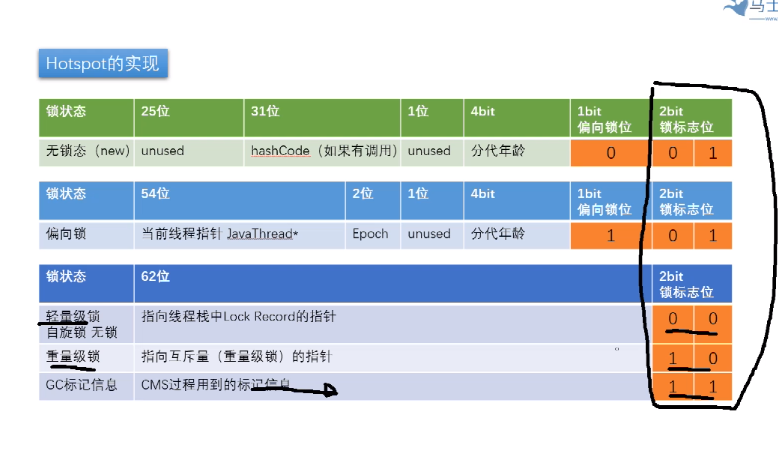 马士
Hotspot的实现
锁状态 25位 31位 1位 4bit 1bit 2bit
偏向锁位 锁标志位
无锁态（new） unused hashCode（如果有调用） unused 分代年龄 0 0 1
锁状态 54位 2位 1位 4bit 1bit 2bit
偏向锁位 锁标志位
偏向锁 当前线程指针 JavaThread* Epoch unused 分代年龄 1 0 1
锁状态 62位 2bit
锁标志位
轻量级锁 指向线程栈中Lock Record的指针 0 0
自旋锁 无锁
重量级锁 指向互斥量（重量级锁）的指针 1 0
GC标记信息 CMS过程用到的标记信息 1 1